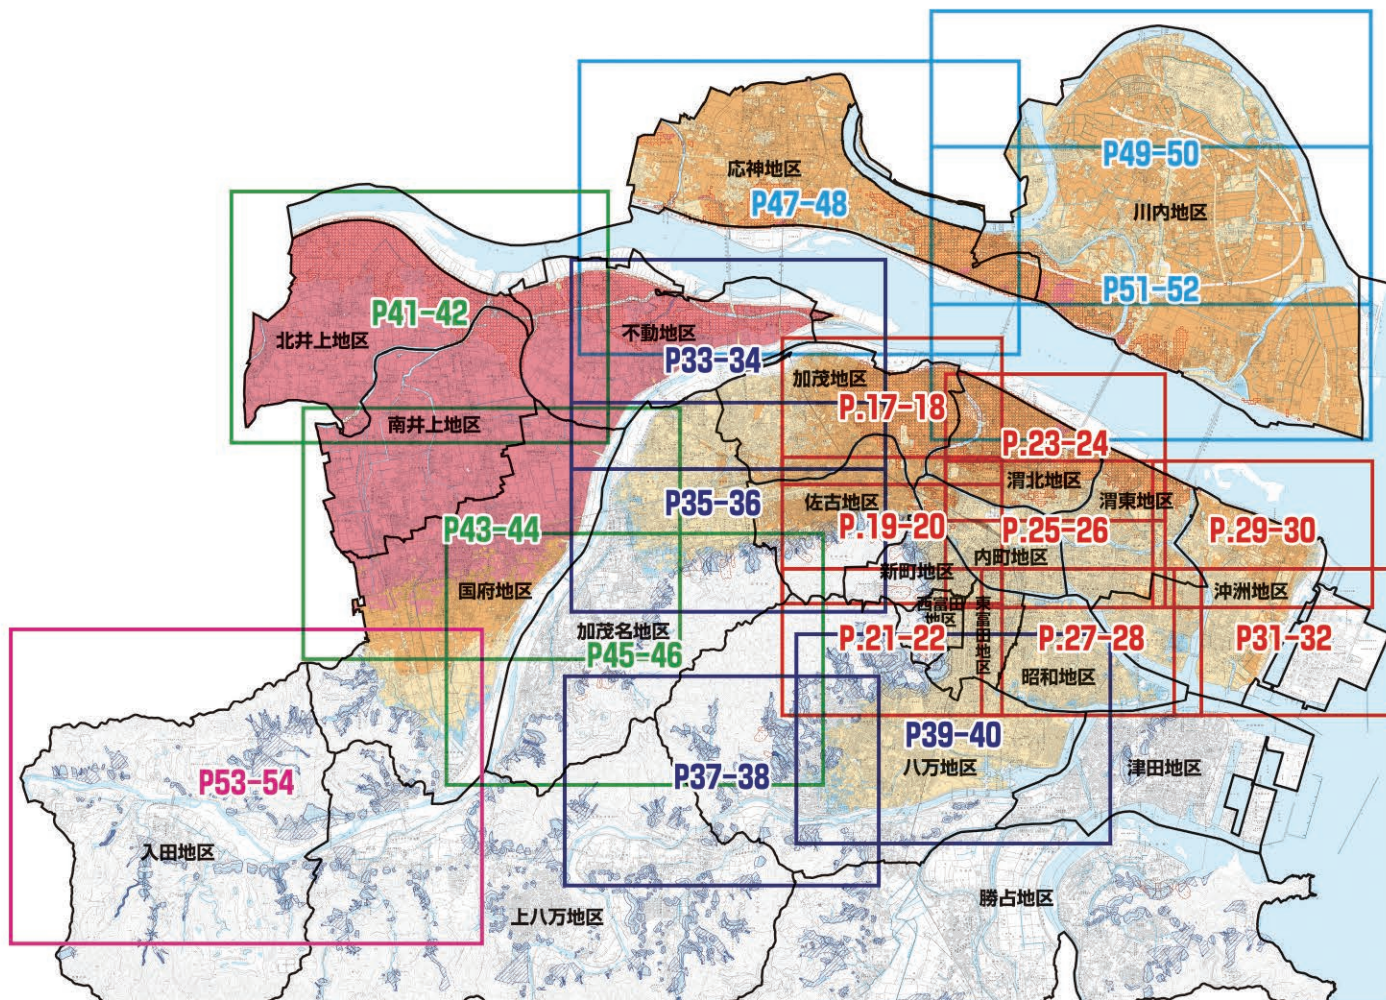 P49-50
応神地区
P47-48
川内地区
P51-52
P41-42
北井上地区
不動地区
P33-34
加茂地区
P.17-18
南井上地区
P.23-24
渭北地区
P35-36
佐古地区
渭東地区
P43-44
P.19-20
P.25-26
P.29-30
内町地区
新町地区
国府地区
沖洲地区
西富田
地区
東富田地区
加茂名地区
P45-46
P.21-22
P.27-28
P31-32
昭和地区
P39-40
八万地区
津田地区
P53-54
P37-38
入田地区
上八万地区
勝占地区